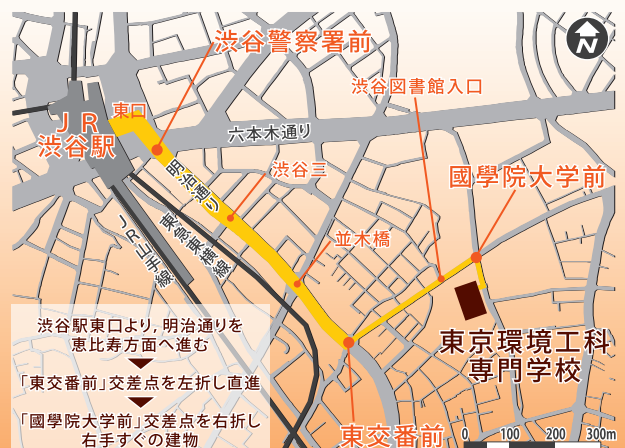 渋谷警察署前
N
渋谷図書館入口
東口
JR
渋谷駅
六本木通り
明治通り
渋谷三
國學院大学前
東急東横線
JR山手線
並木橋
東京環境工科
専門学校
渋谷駅東口より,明治通りを
恵比寿方面へ進む
「東交番前」交差点を左折し直進
「國學院大学前」交差点を右折し
右手すぐの建物
東交番前
0 100 200 300m